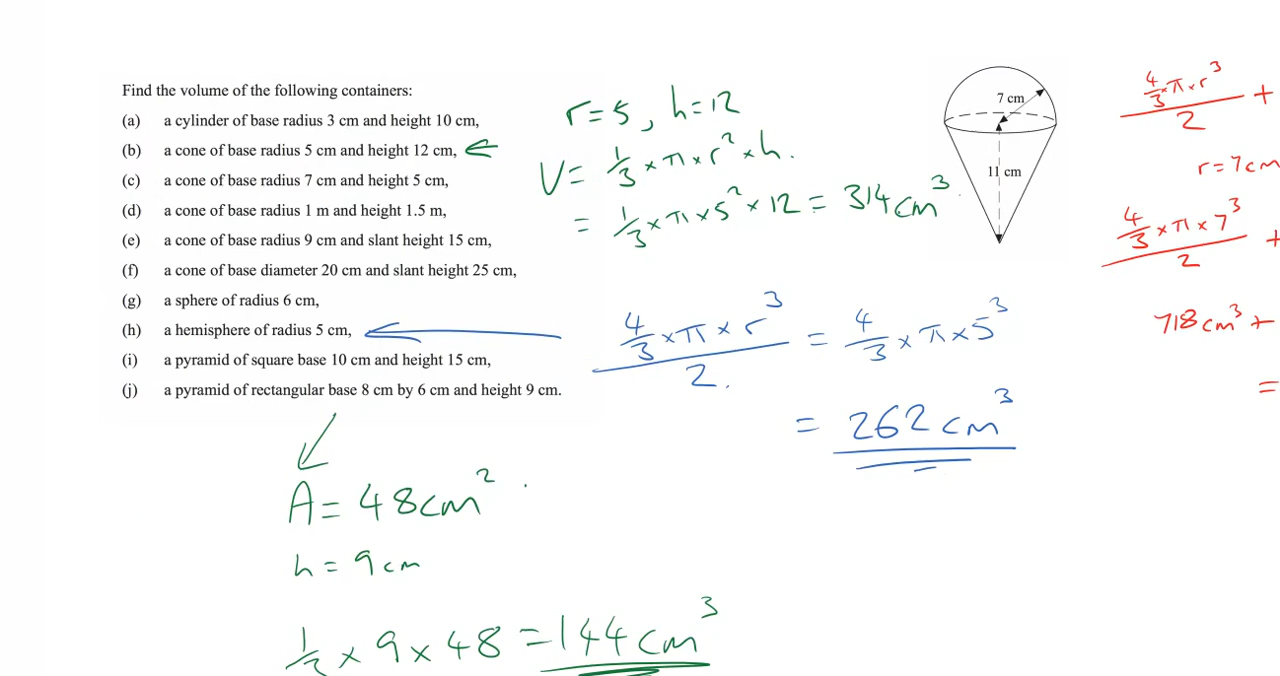 Find the volume of the following containers:
(a) a cylinder of base radius 3 cm and height 10 cm,
(b) a cone of base radius 5 cm and height 12 cm,
(c) a cone of base radius 7 cm and height 5 cm,
(d) a cone of base radius 1 m and height 1.5 m,
(e) a cone of base radius 9 cm and slant height 15 cm,
(f) a cone of base diameter 20 cm and slant height 25 cm,
(g) a sphere of radius 6 cm,
(h) a hemisphere of radius 5 cm,
(i) a pyramid of square base 10 cm and height 15 cm,
(j) a pyramid of rectangular base 8 cm by 6 cm and height 9 cm.
r = 5, h = 12
V = 1/3 × π × r² × h.
= 1/3 × π × 5² × 12 = 314 cm³.
4/3 × π × r³ / 2. = 4/3 × π × 5³
= 262 cm³
A = 48 cm².
h = 9 cm
1/3 × 9 × 48 = 144 cm³
7 cm
11 cm
4/3 × π × r³ / 2 +
r = 7 cm
4/3 × π × 7³ / 2 +
718 cm³ +
=